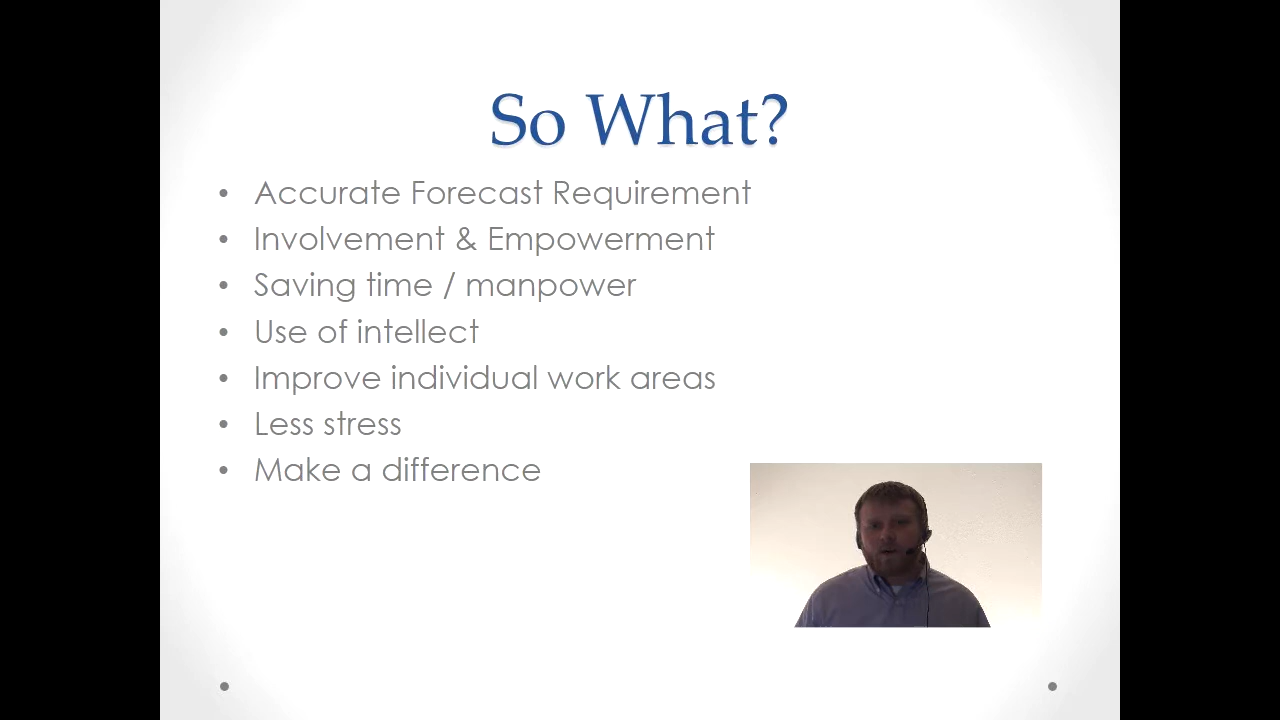 So What?
• Accurate Forecast Requirement
• Involvement & Empowerment
• Saving time / manpower
• Use of intellect
• Improve individual work areas
• Less stress
• Make a difference